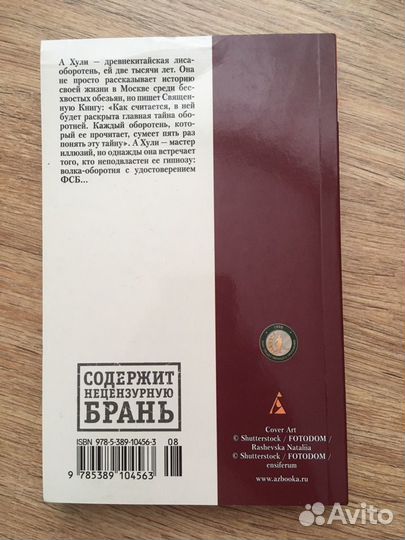 А Хули — древнекитайская лиса-
оборотень, ей две тысячи лет. Она
не просто рассказывает историю
своей жизни в Москве среди бес-
хвостых обезьян, но пишет Священ-
ную Книгу: «Как считается, в ней
будет раскрыта главная тайна обо-
ротней. Каждый оборотень, кото-
рый ее прочитает, сумеет пять раз
понять эту тайну». А Хули — мастер
иллюзий, но однажды она встречает
того, кто неподвластен ее гипнозу:
волка-оборотня с удостоверением
ФСБ...
СОДЕРЖИТ
НЕЦЕНЗУРНУЮ
БРАНЬ
ISBN 978-5-389-10456-3
08
9 785389 104563
Cover Art
© Shutterstock / FOTODOM /
Rashevska Nataliia
© Shutterstock / FOTODOM /
ensiferum
www.azbooka.ru
Avito